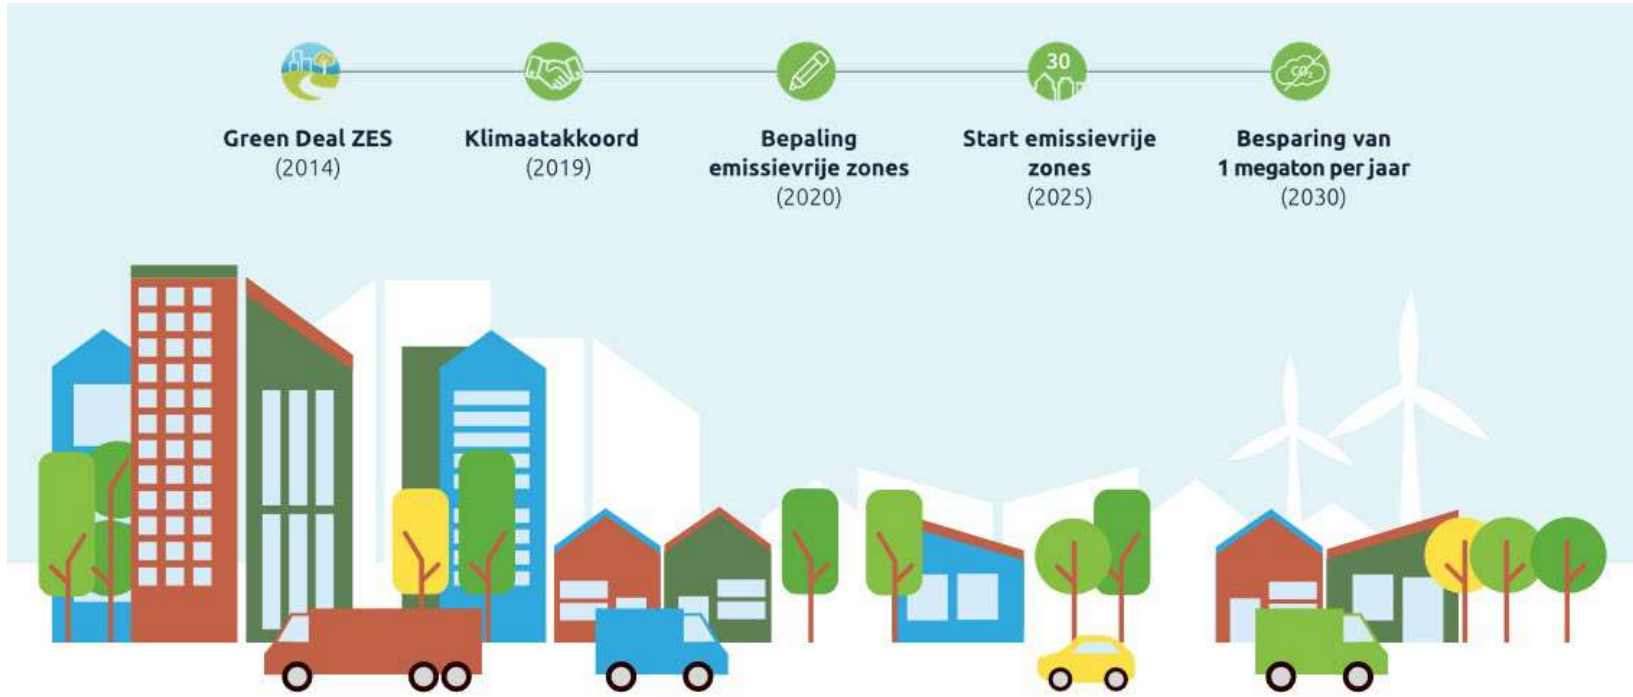 Green Deal ZES
(2014)
Klimaatakkoord
(2019)
Bepaling
emissievrije zones
(2020)
30
Start emissievrije
zones
(2025)
CO₂
Besparing van
1 megaton per jaar
(2030)